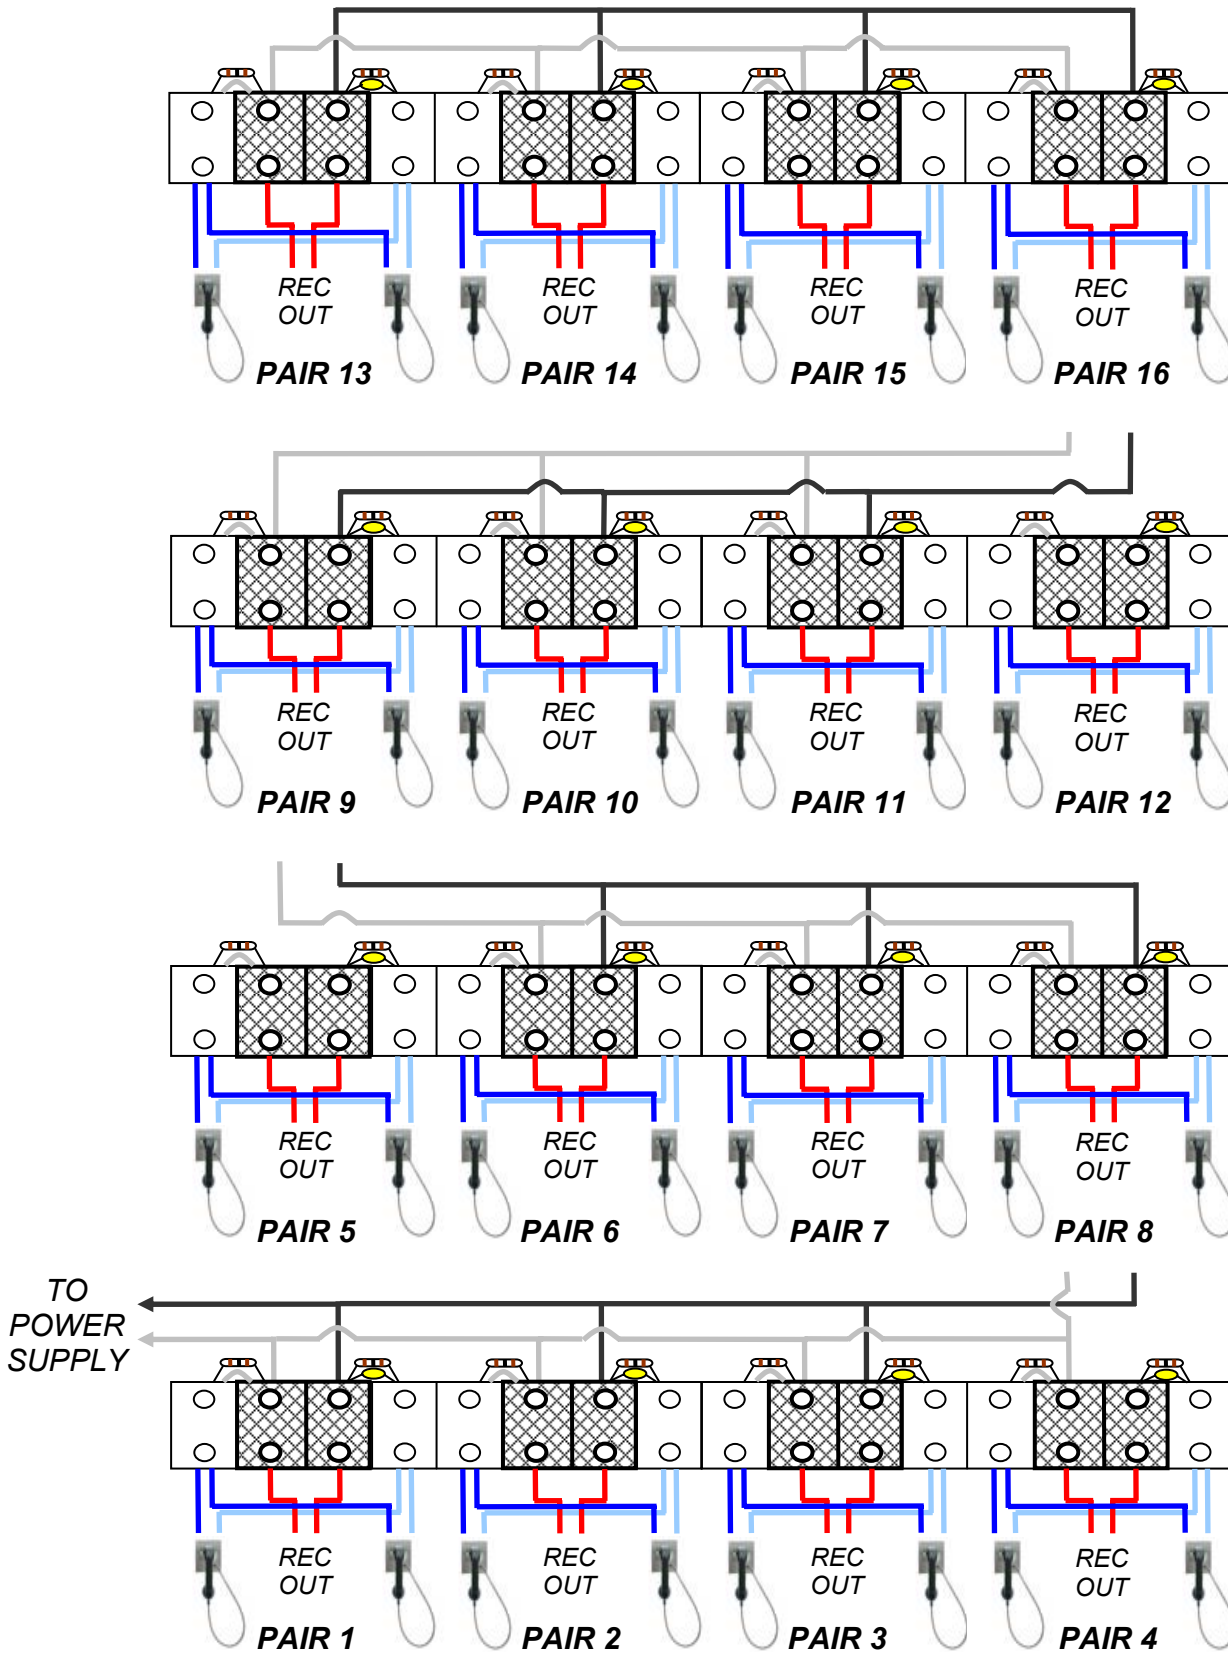 REC
OUT
REC
OUT
REC
OUT
REC
OUT
PAIR 13
PAIR 14
PAIR 15
PAIR 16
REC
OUT
REC
OUT
REC
OUT
REC
OUT
PAIR 9
PAIR 10
PAIR 11
PAIR 12
REC
OUT
REC
OUT
REC
OUT
REC
OUT
PAIR 5
PAIR 6
PAIR 7
PAIR 8
TO
POWER
SUPPLY
REC
OUT
REC
OUT
REC
OUT
REC
OUT
PAIR 1
PAIR 2
PAIR 3
PAIR 4